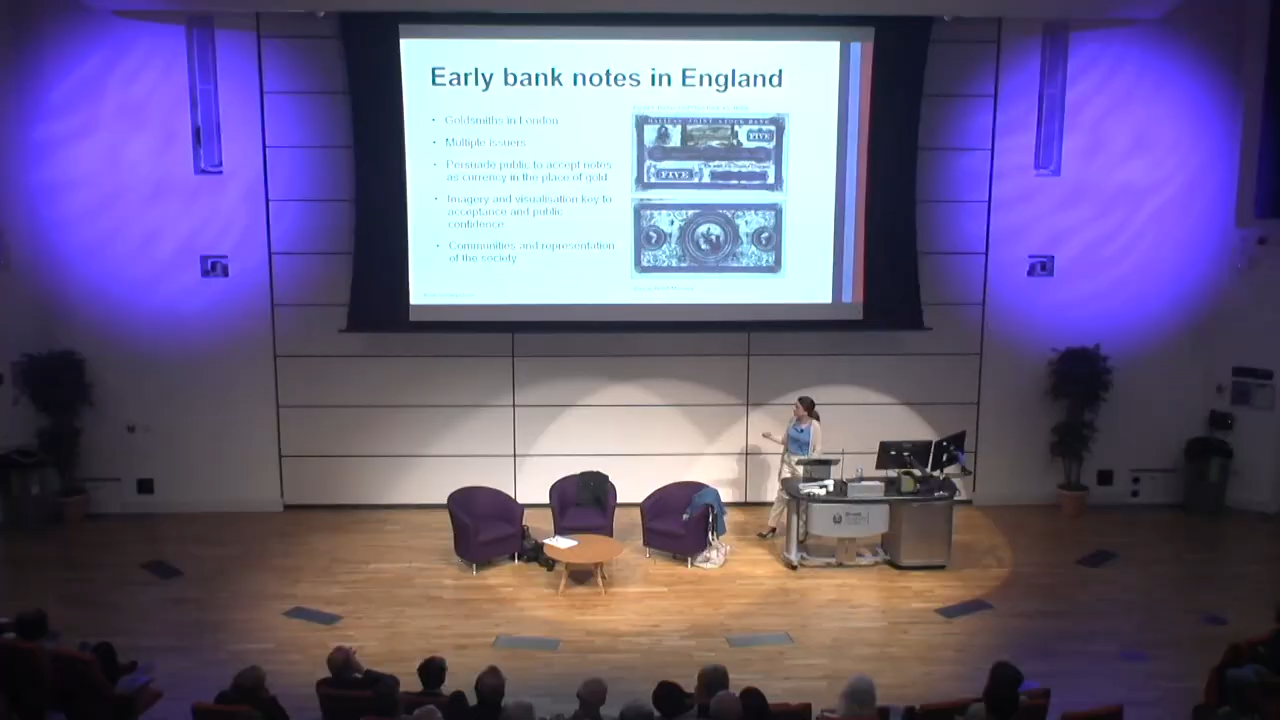 Early bank notes in England
• Goldsmiths in London
• Multiple issuers
• Persuade public to accept notes
as currency in the place of gold
• Imagery and visualisation key to
acceptance and public
confidence
• Communities and representation
of the society
HALIFAX JOINT STOCK BANK
FIVE
FIVE